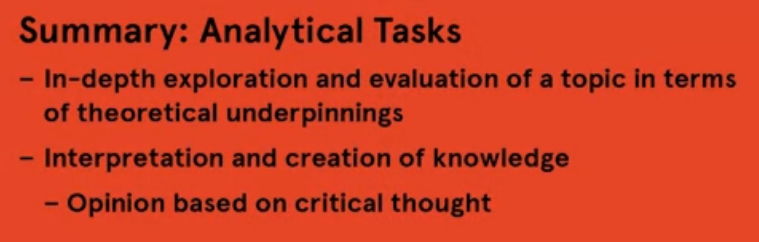 Summary: Analytical Tasks
– In-depth exploration and evaluation of a topic in terms
of theoretical underpinnings
– Interpretation and creation of knowledge
– Opinion based on critical thought